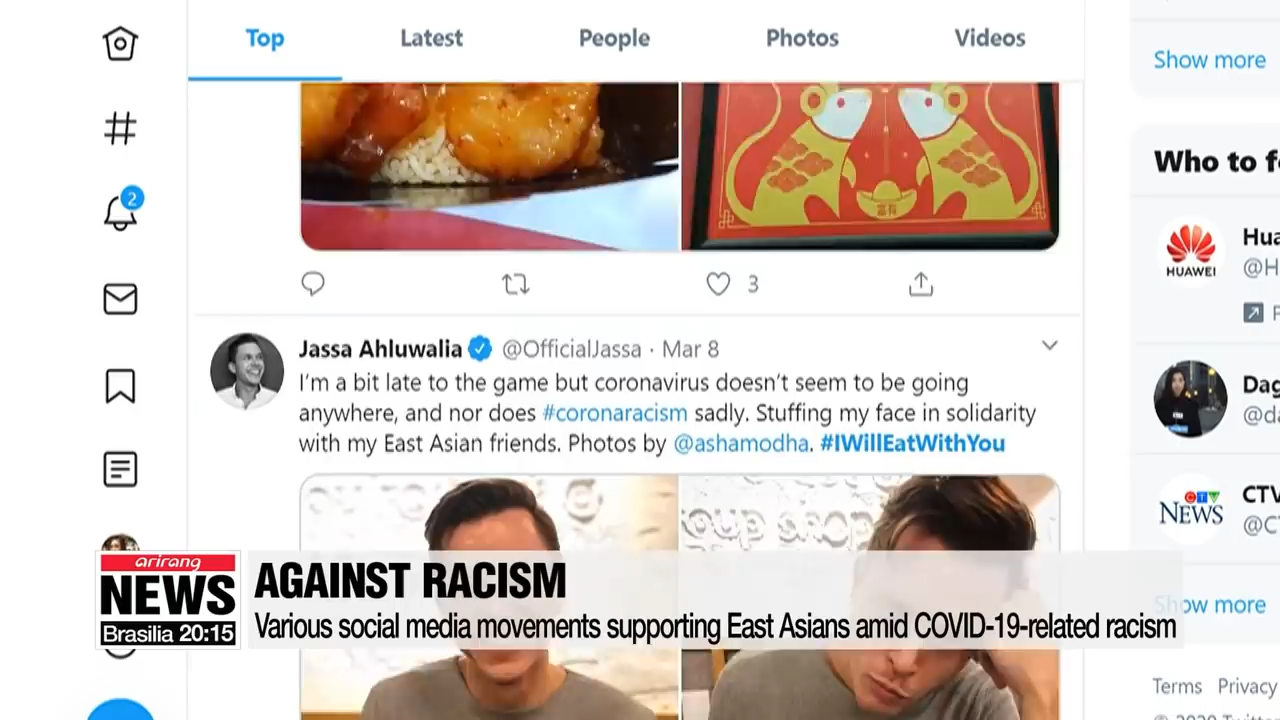 Top Latest People Photos Videos
Show more
2
富有
Who to f
3
HUAWEI
Hua
@H
Jassa Ahluwalia @OfficialJassa · Mar 8
I'm a bit late to the game but coronavirus doesn't seem to be going
anywhere, and nor does #coronaracism sadly. Stuffing my face in solidarity
with my East Asian friends. Photos by @ashamodha. #IWillEatWithYou
Dag
@da
CTV
NEWS
CTV
@C
arirang
NEWS
Brasilia 20:15
AGAINST RACISM
Various social media movements supporting East Asians amid COVID-19-related racism
Show more
Terms Privacy